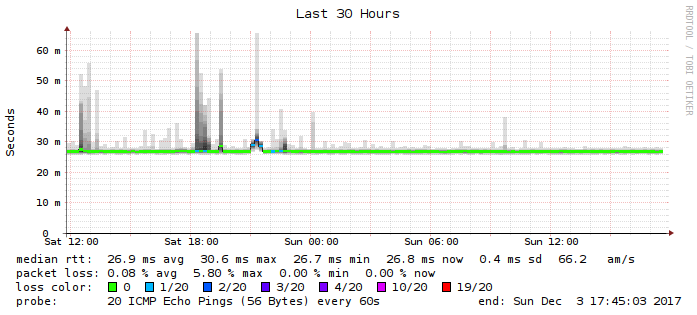 Last 30 Hours
RRDTOOL / TOBI OETIKER
Seconds
60 m
50 m
40 m
30 m
20 m
10 m
0
Sat 12:00 Sat 18:00 Sun 00:00 Sun 06:00 Sun 12:00
median rtt: 26.9 ms avg 30.6 ms max 26.7 ms min 26.8 ms now 0.4 ms sd 66.2 am/s
packet loss: 0.08 % avg 5.80 % max 0.00 % min 0.00 % now
loss color: 0 1/20 2/20 3/20 4/20 10/20 19/20
probe: 20 ICMP Echo Pings (56 Bytes) every 60s end: Sun Dec 3 17:45:03 2017